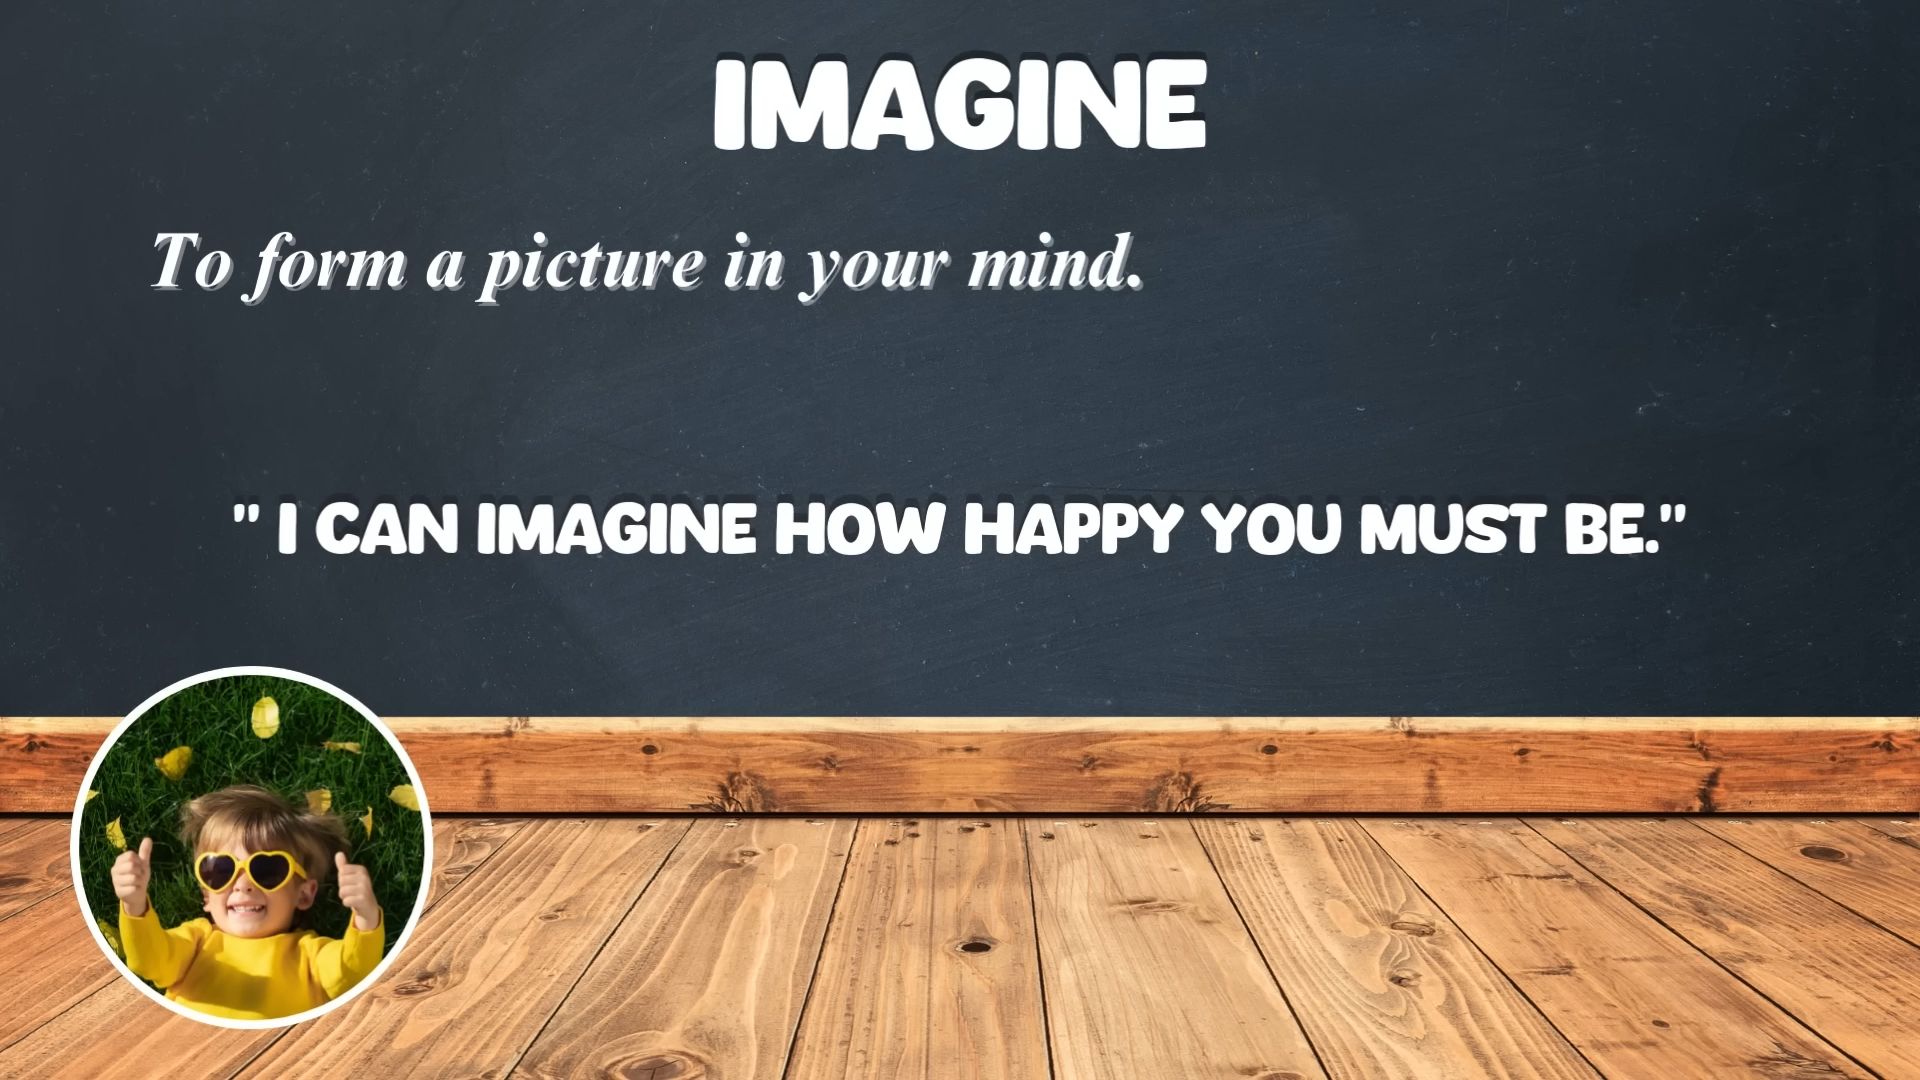 IMAGINE
To form a picture in your mind.
" I CAN IMAGINE HOW HAPPY YOU MUST BE."